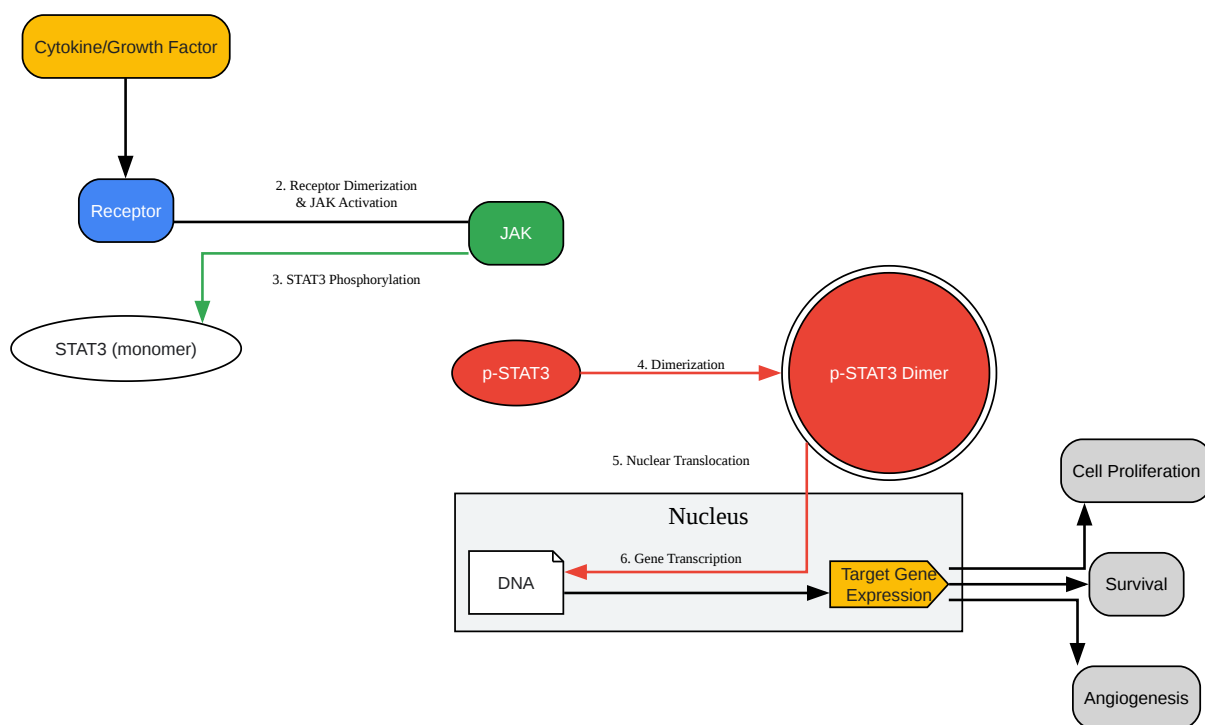 Cytokine/Growth Factor
Receptor
2. Receptor Dimerization
& JAK Activation
JAK
3. STAT3 Phosphorylation
STAT3 (monomer)
p-STAT3
4. Dimerization
p-STAT3 Dimer
5. Nuclear Translocation
Nucleus
DNA
6. Gene Transcription
Target Gene
Expression
Cell Proliferation
Survival
Angiogenesis